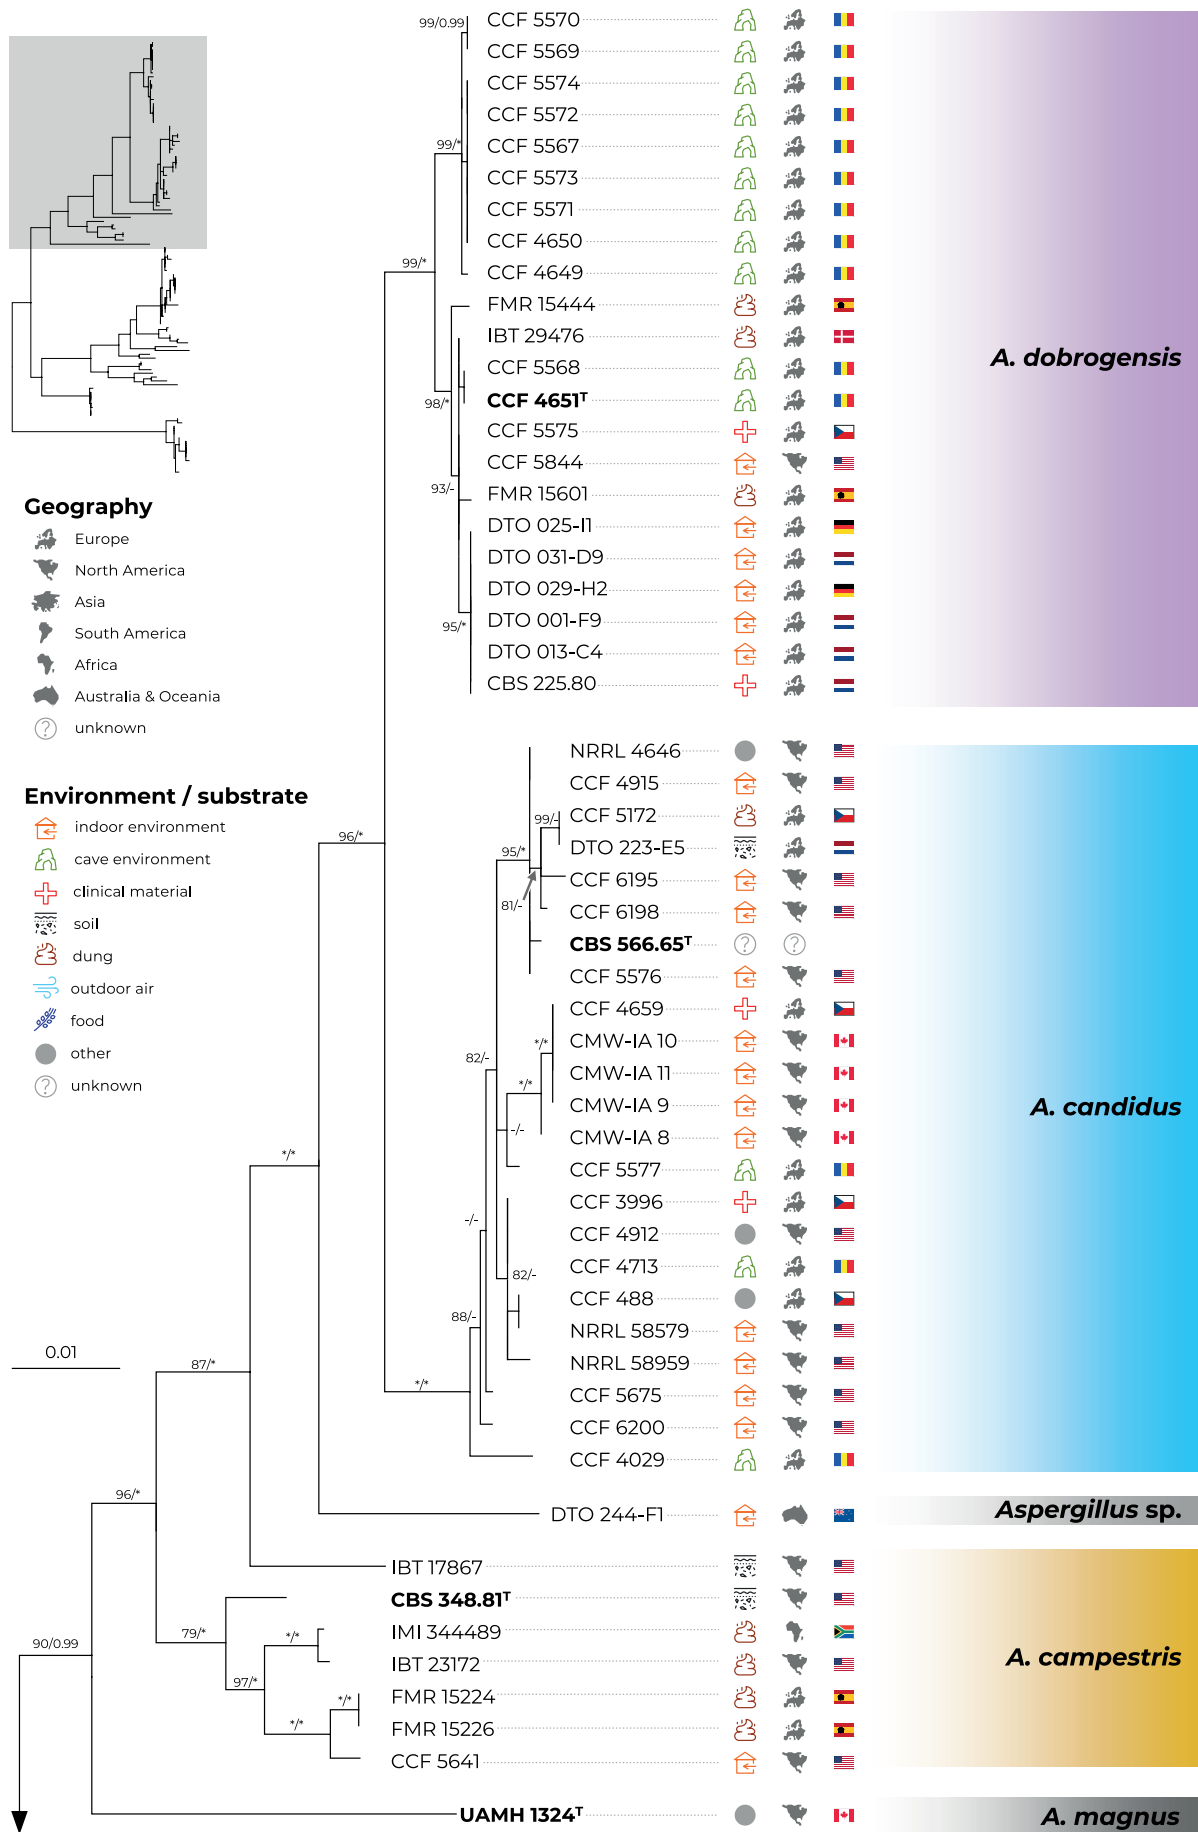 99/0.99
CCF 5570
CCF 5569
CCF 5574
CCF 5572
99/*
CCF 5567
CCF 5573
CCF 5571
CCF 4650
99/*
CCF 4649
FMR 15444
IBT 29476
A. dobrogensis
CCF 5568
98/*
CCF 4651ᵀ
CCF 5575
CCF 5844
93/-
FMR 15601
DTO 025-I1
DTO 031-D9
DTO 029-H2
95/*
DTO 001-F9
DTO 013-C4
CBS 225.80
Geography
Europe
North America
Asia
South America
Africa
Australia & Oceania
? unknown
Environment / substrate
indoor environment
cave environment
clinical material
soil
dung
outdoor air
food
other
? unknown
NRRL 4646
CCF 4915
99/-
CCF 5172
96/*
95/*
DTO 223-E5
CCF 6195
81/-
CCF 6198
CBS 566.65ᵀ ? ?
CCF 5576
CCF 4659
*/*
CMW-IA 10
82/-
*/*
CMW-IA 11
CMW-IA 9
A. candidus
-/-
CMW-IA 8
*/*
CCF 5577
CCF 3996
-/-
CCF 4912
CCF 4713
82/-
CCF 488
88/-
NRRL 58579
0.01
87/*
NRRL 58959
*/*
CCF 5675
CCF 6200
CCF 4029
96/*
DTO 244-F1
Aspergillus sp.
IBT 17867
CBS 348.81ᵀ
90/0.99
79/*
*/*
IMI 344489
97/*
IBT 23172
A. campestris
*/*
FMR 15224
*/*
FMR 15226
CCF 5641
UAMH 1324ᵀ
A. magnus